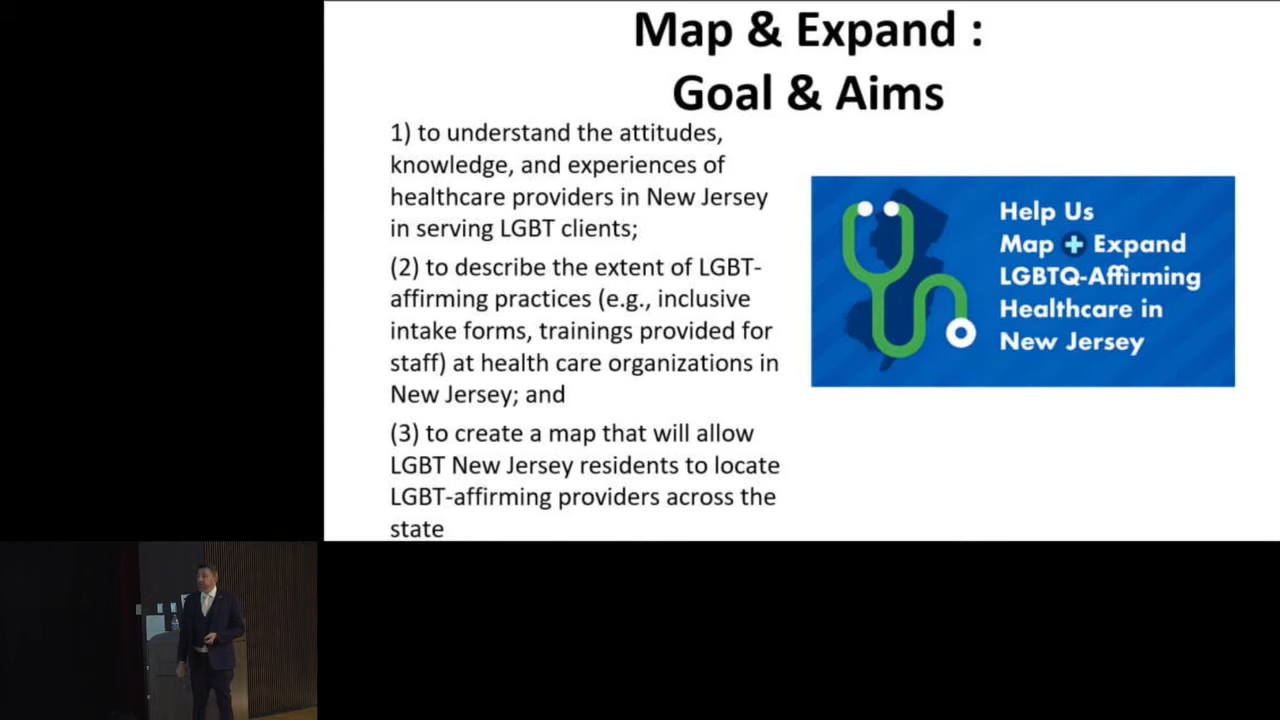 Map & Expand :
Goal & Aims
1) to understand the attitudes,
knowledge, and experiences of
healthcare providers in New Jersey
in serving LGBT clients;
(2) to describe the extent of LGBT-
affirming practices (e.g., inclusive
intake forms, trainings provided for
staff) at health care organizations in
New Jersey; and
(3) to create a map that will allow
LGBT New Jersey residents to locate
LGBT-affirming providers across the
state
Help Us
Map + Expand
LGBTQ-Affirming
Healthcare in
New Jersey